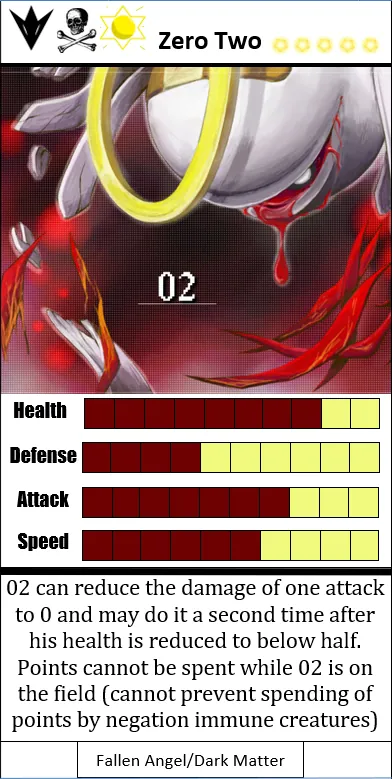 Zero Two
02
Health
Defense
Attack
Speed
02 can reduce the damage of one attack
to 0 and may do it a second time after
his health is reduced to below half.
Points cannot be spent while 02 is on
the field (cannot prevent spending of
points by negation immune creatures)
Fallen Angel/Dark Matter